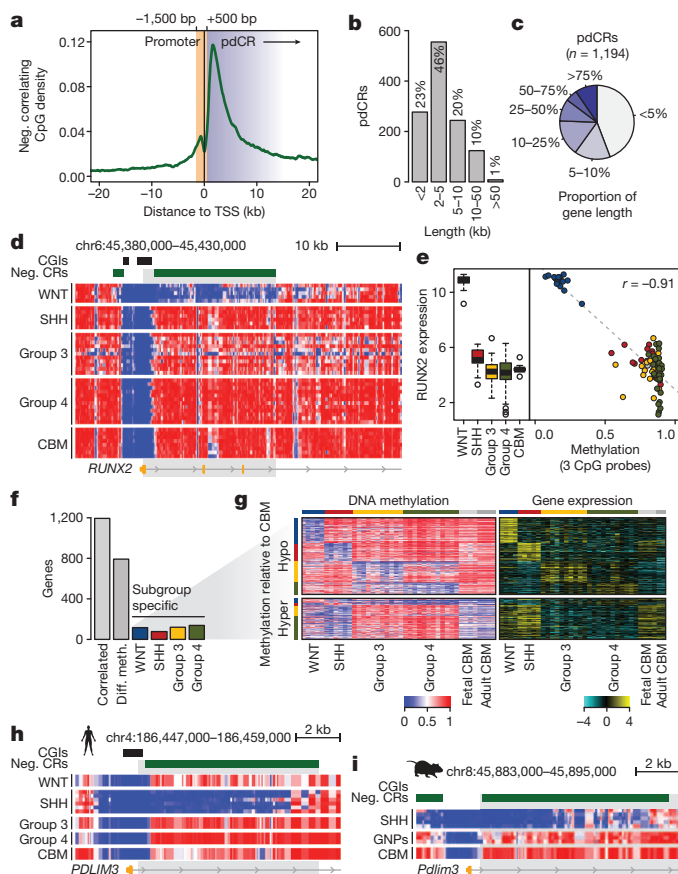 a
−1,500 bp
+500 bp
Promoter
pdCR
Neg. correlating
CpG density
0.12
0.08
0.04
0.00
−20
−10
0
10
20
Distance to TSS (kb)
b
pdCRs
600
400
200
0
23%
46%
20%
10%
1%
<2
2–5
5–10
10–50
>50
Length (kb)
c
pdCRs
(n = 1,194)
>75%
50–75%
25–50%
10–25%
5–10%
<5%
Proportion of
gene length
d
chr6:45,380,000–45,430,000
10 kb
CGIs
Neg. CRs
WNT
SHH
Group 3
Group 4
CBM
RUNX2
e
RUNX2 expression
10
6
2
r = −0.91
WNT
SHH
Group 3
Group 4
CBM
0.0
0.5
1.0
Methylation
(3 CpG probes)
f
Genes
1,200
800
400
0
Subgroup
specific
Correlated
Diff. meth.
WNT
SHH
Group 3
Group 4
g
DNA methylation
Gene expression
Methylation relative to CBM
Hypo
Hyper
WNT
SHH
Group 3
Group 4
Fetal CBM
Adult CBM
WNT
SHH
Group 3
Group 4
Fetal CBM
Adult CBM
0
0.5
1
−4
0
4
h
chr4:186,447,000–186,459,000
2 kb
CGIs
Neg. CRs
WNT
SHH
Group 3
Group 4
CBM
PDLIM3
i
chr8:45,883,000–45,895,000
2 kb
CGIs
Neg. CRs
SHH
GNPs
CBM
Pdlim3